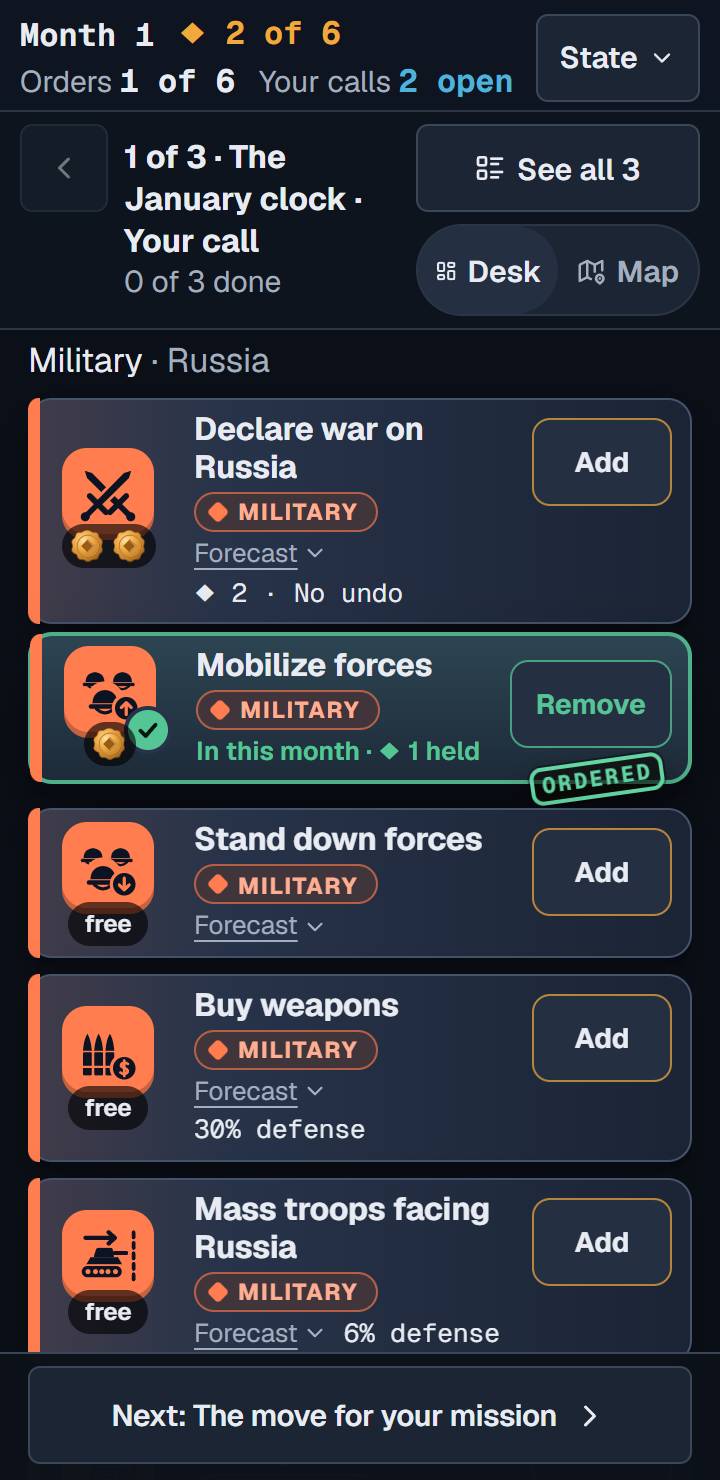 Month 1 ◆ 2 of 6
Orders 1 of 6 Your calls 2 open
State
1 of 3 · The
January clock ·
Your call
0 of 3 done
See all 3
Desk
Map
Military · Russia
Declare war on
Russia
MILITARY
Forecast
◆ 2 · No undo
Add
Mobilize forces
MILITARY
In this month · ◆ 1 held
Remove
ORDERED
Stand down forces
MILITARY
Forecast
free
Add
Buy weapons
MILITARY
Forecast
30% defense
$
free
Add
Mass troops facing
Russia
MILITARY
Forecast 6% defense
free
Add
Next: The move for your mission